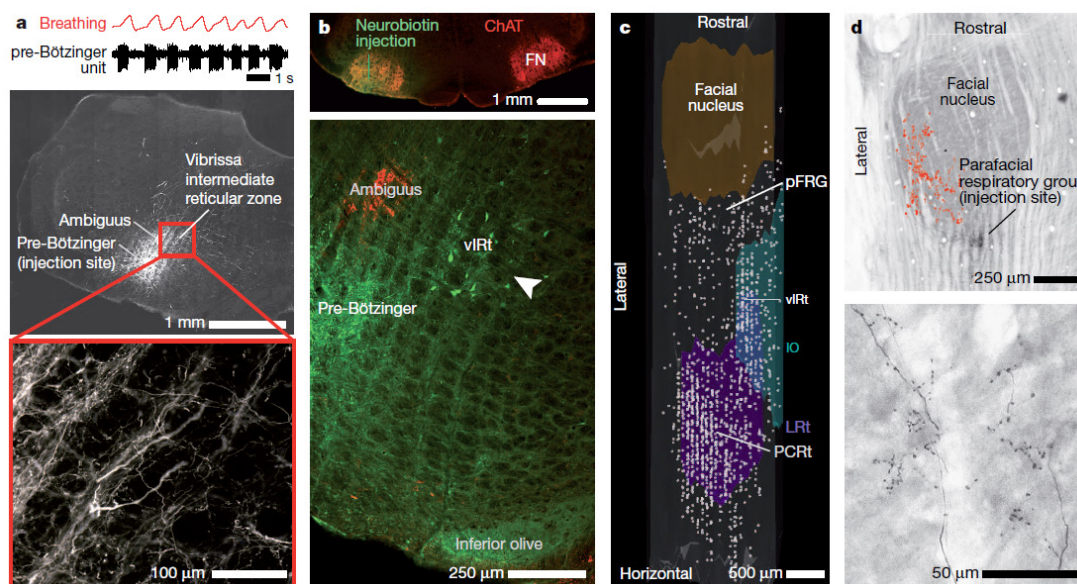 a
Breathing
pre-Bötzinger
unit
1 s
Vibrissa
intermediate
reticular zone
Ambiguus
Pre-Bötzinger
(injection site)
1 mm
100 µm
b
Neurobiotin
injection
ChAT
FN
1 mm
Ambiguus
vIRt
Pre-Bötzinger
Inferior olive
250 µm
c
Rostral
Facial
nucleus
pFRG
Lateral
vIRt
IO
LRt
PCRt
Horizontal
500 µm
d
Rostral
Facial
nucleus
Lateral
Parafacial
respiratory grou
(injection site)
250 µm
50 µm